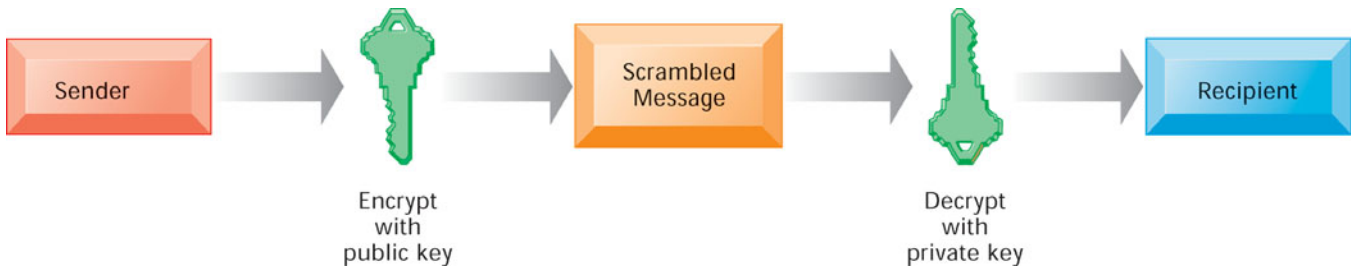 Sender
Encrypt
with
public key
Scrambled
Message
Decrypt
with
private key
Recipient